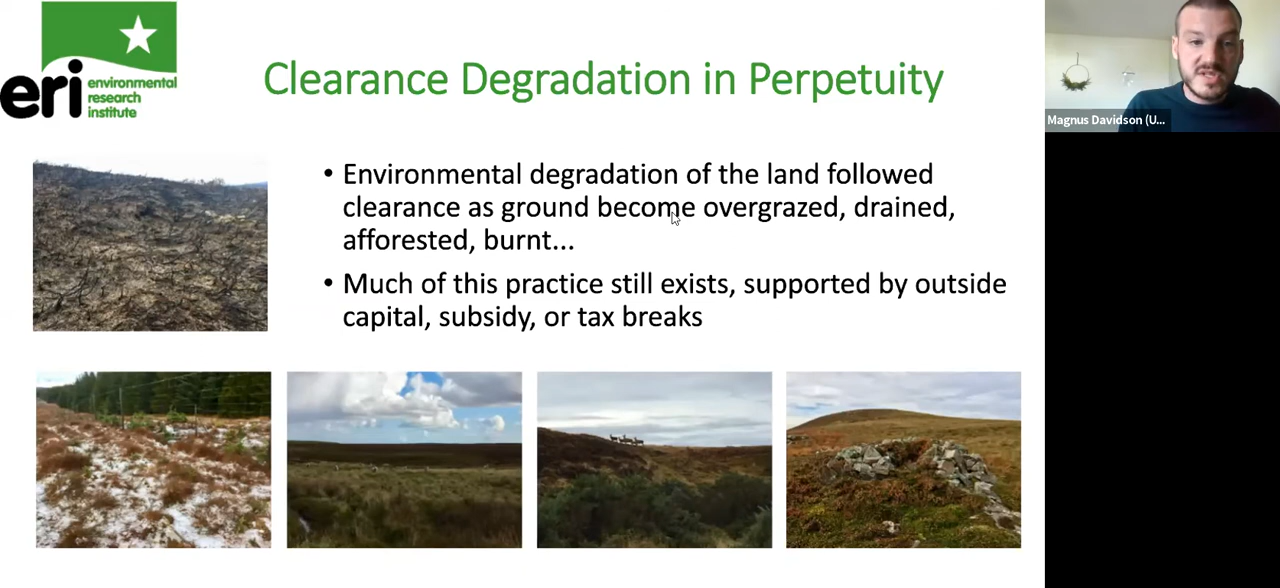 eri environmental
research
institute
Clearance Degradation in Perpetuity
Magnus Davidson (U...
• Environmental degradation of the land followed
clearance as ground become overgrazed, drained,
afforested, burnt...
• Much of this practice still exists, supported by outside
capital, subsidy, or tax breaks